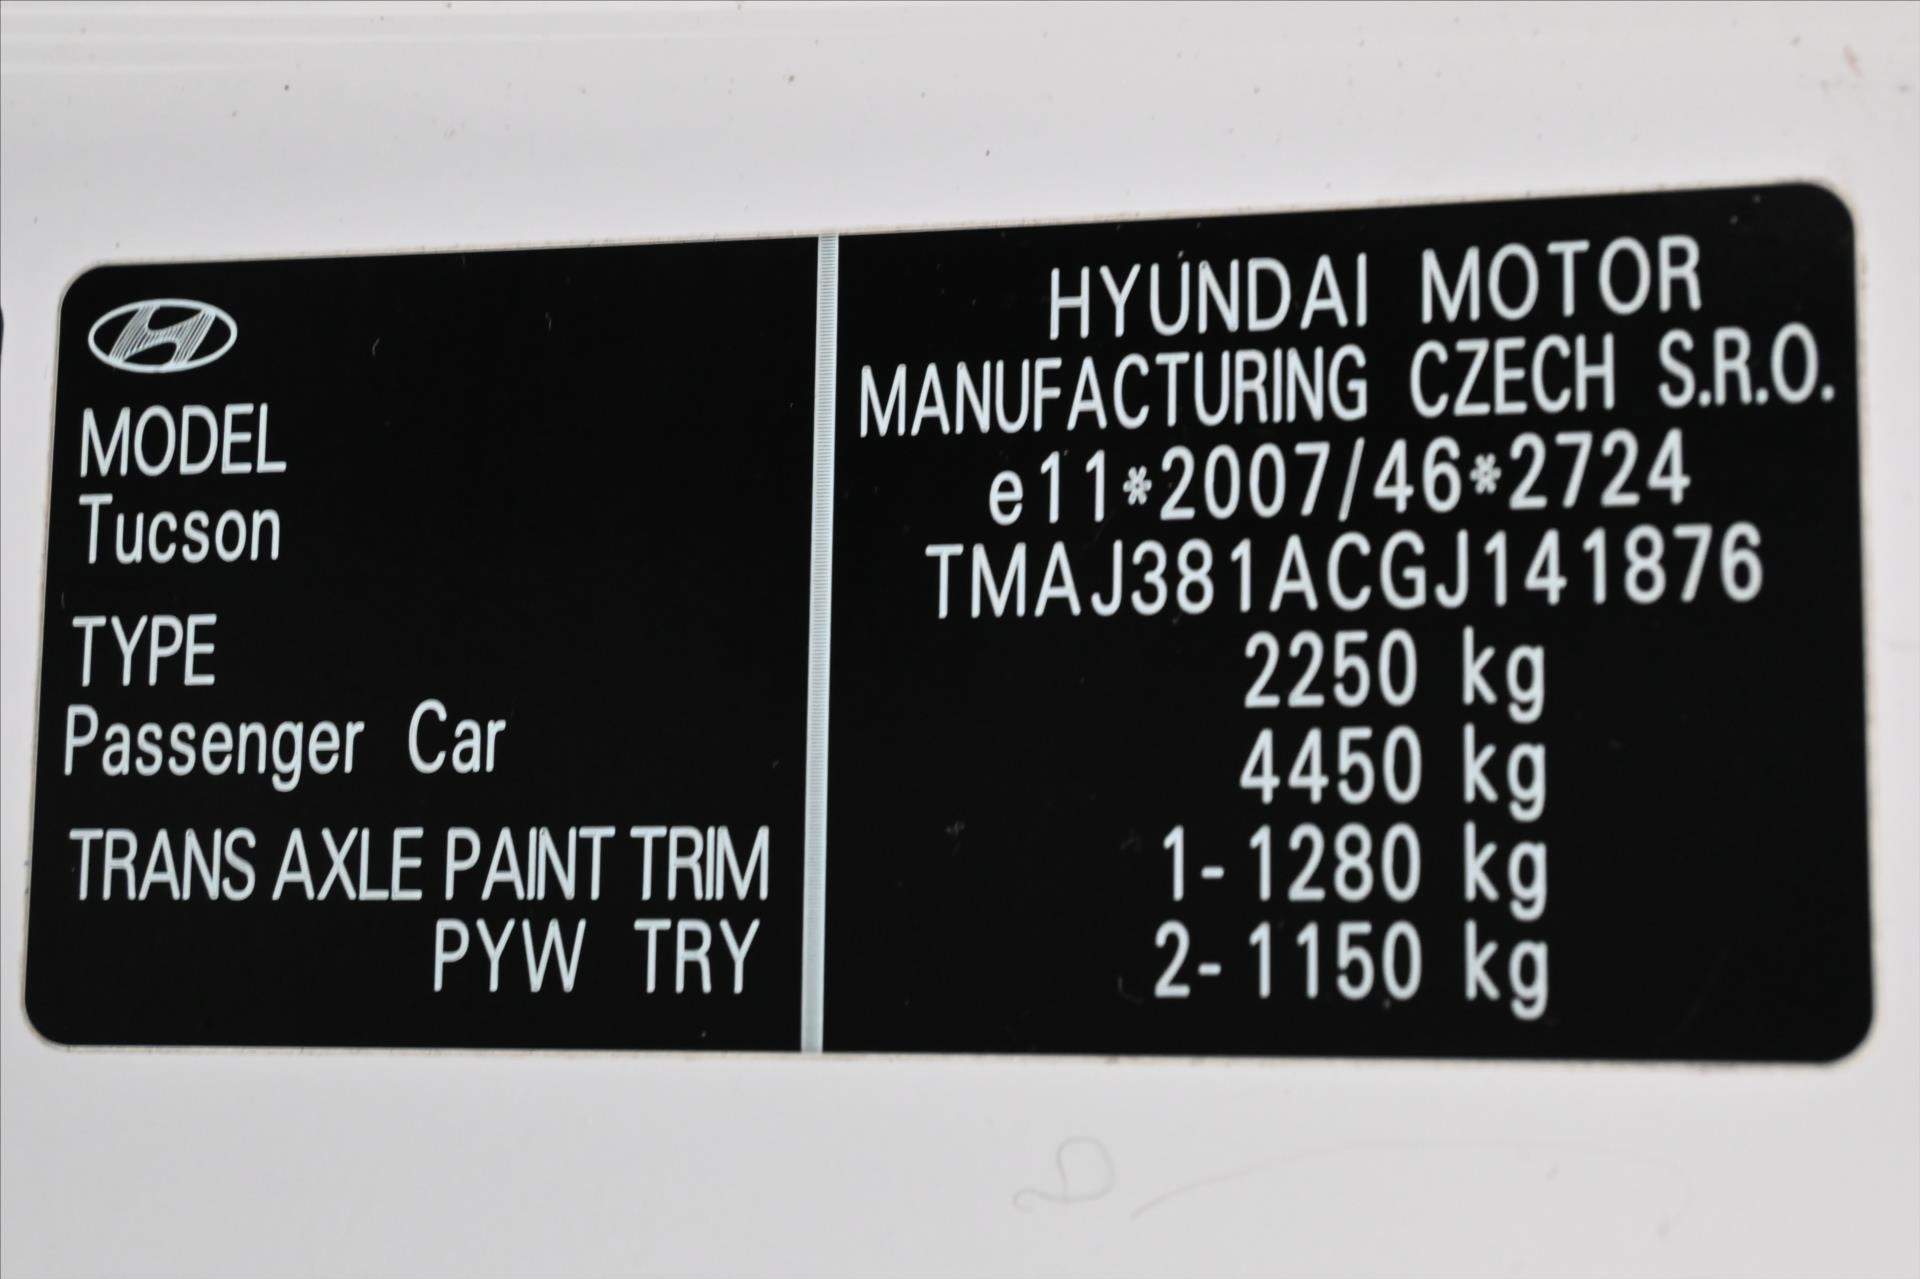 MODEL
Tucson
TYPE
Passenger Car
TRANS AXLE PAINT TRIM
PYW TRY
HYUNDAI MOTOR
MANUFACTURING CZECH S.R.O.
e11*2007/46*2724
TMAJ381ACGJ141876
2250 kg
4450 kg
1-1280 kg
2-1150 kg